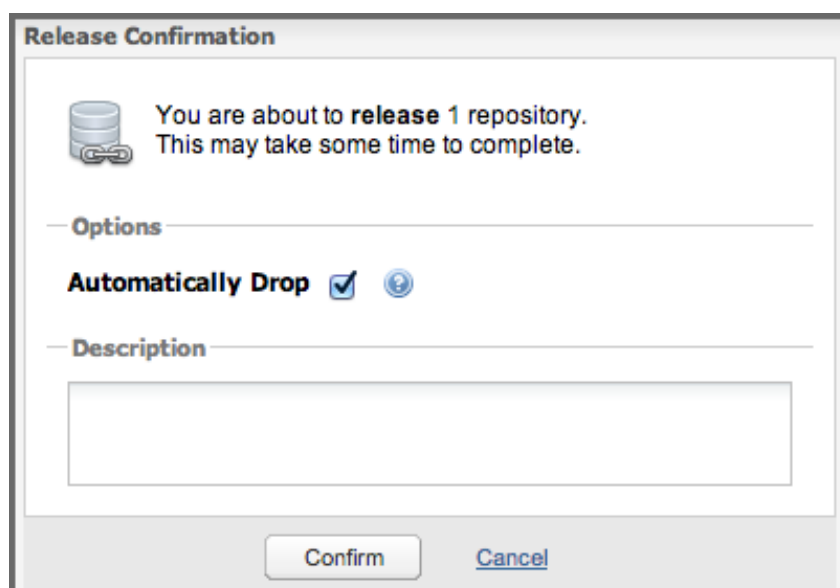 Release Confirmation
You are about to release 1 repository.
This may take some time to complete.
Options
Automatically Drop
Description
Confirm Cancel